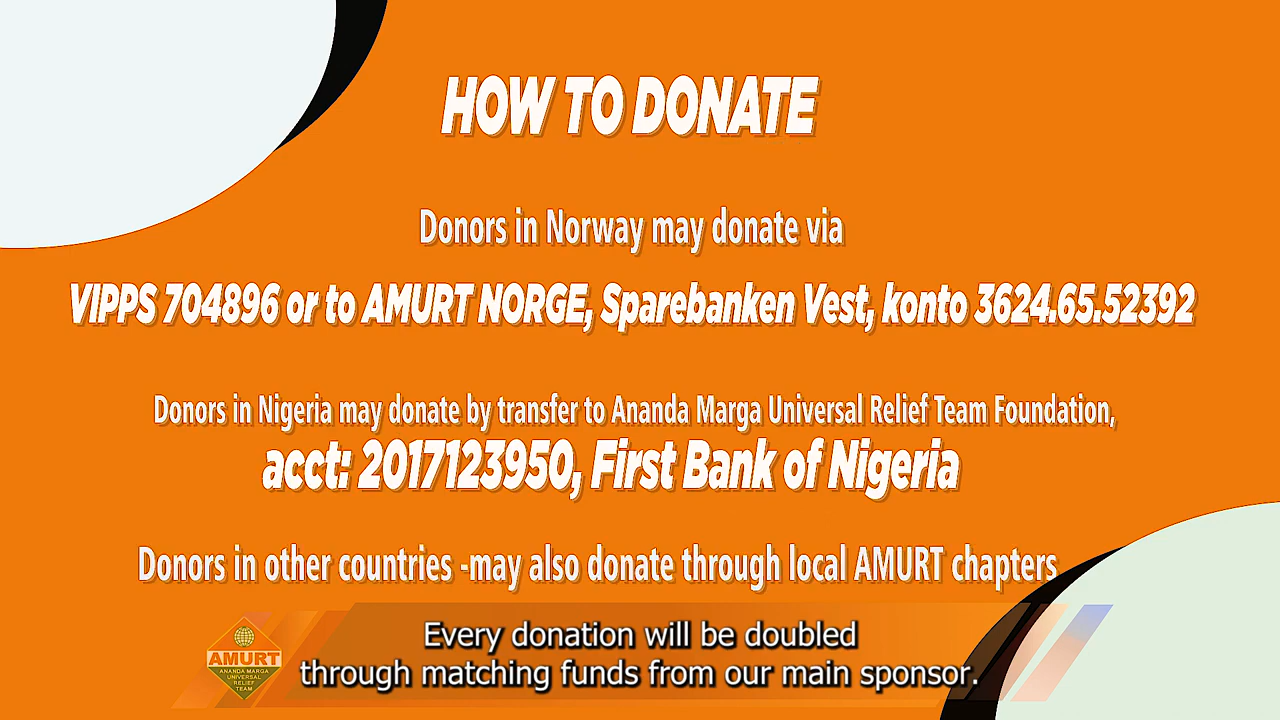 HOW TO DONATE
Donors in Norway may donate via
VIPPS 704896 or to AMURT NORGE, Sparebanken Vest, konto 3624.65.52392
Donors in Nigeria may donate by transfer to Ananda Marga Universal Relief Team Foundation,
acct: 2017123950, First Bank of Nigeria
Donors in other countries -may also donate through local AMURT chapters
Every donation will be doubled
through matching funds from our main sponsor.
AMURT
ANANDA MARGA
UNIVERSAL
RELIEF
TEAM